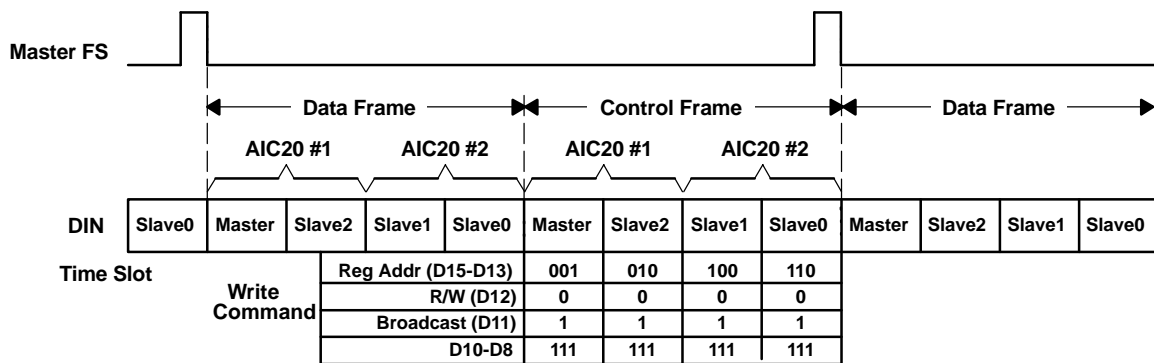 Master FS
Data Frame Control Frame Data Frame
AIC20 #1 AIC20 #2 AIC20 #1 AIC20 #2
DIN Slave0 Master Slave2 Slave1 Slave0 Master Slave2 Slave1 Slave0 Master Slave2 Slave1 Slave0
Time Slot
Write Command
Reg Addr (D15-D13) 001 010 100 110
R/W (D12) 0 0 0 0
Broadcast (D11) 1 1 1 1
D10-D8 111 111 111 111